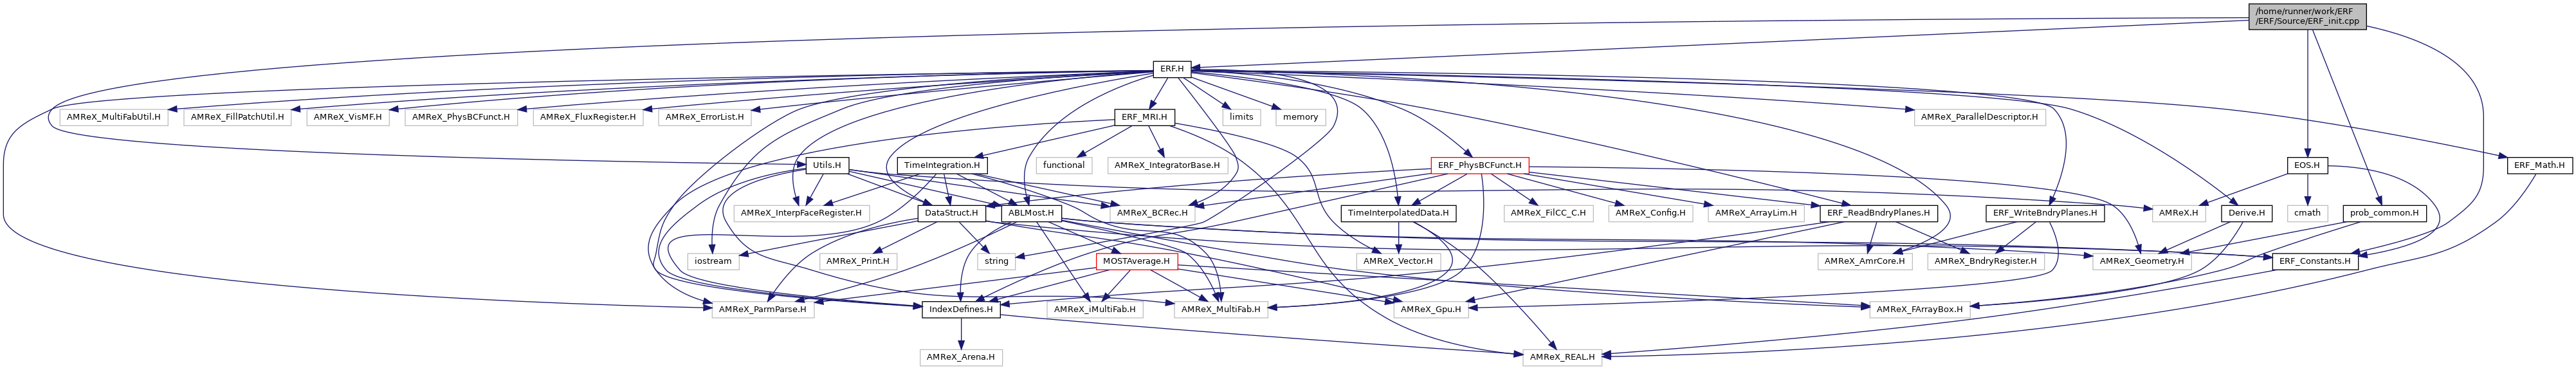 /home/runner/work/ERF
/ERF/Source/ERF_init.cpp
ERF.H
AMReX_MultiFabUtil.H
AMReX_FillPatchUtil.H
AMReX_VisMF.H
AMReX_PhysBCFunct.H
AMReX_FluxRegister.H
AMReX_ErrorList.H
ERF_MRI.H
limits
memory
AMReX_ParallelDescriptor.H
Utils.H
TimeIntegration.H
functional
AMReX_IntegratorBase.H
ERF_PhysBCFunct.H
EOS.H
ERF_Math.H
AMReX_InterpFaceRegister.H
DataStruct.H
ABLMost.H
AMReX_BCRec.H
TimeInterpolatedData.H
AMReX_FilCC_C.H
AMReX_Config.H
AMReX_ArrayLim.H
ERF_ReadBndryPlanes.H
ERF_WriteBndryPlanes.H
AMReX.H
Derive.H
cmath
prob_common.H
iostream
AMReX_Print.H
string
MOSTAverage.H
AMReX_Vector.H
AMReX_AmrCore.H
AMReX_BndryRegister.H
AMReX_Geometry.H
ERF_Constants.H
AMReX_ParmParse.H
IndexDefines.H
AMReX_iMultiFab.H
AMReX_MultiFab.H
AMReX_Gpu.H
AMReX_FArrayBox.H
AMReX_Arena.H
AMReX_REAL.H